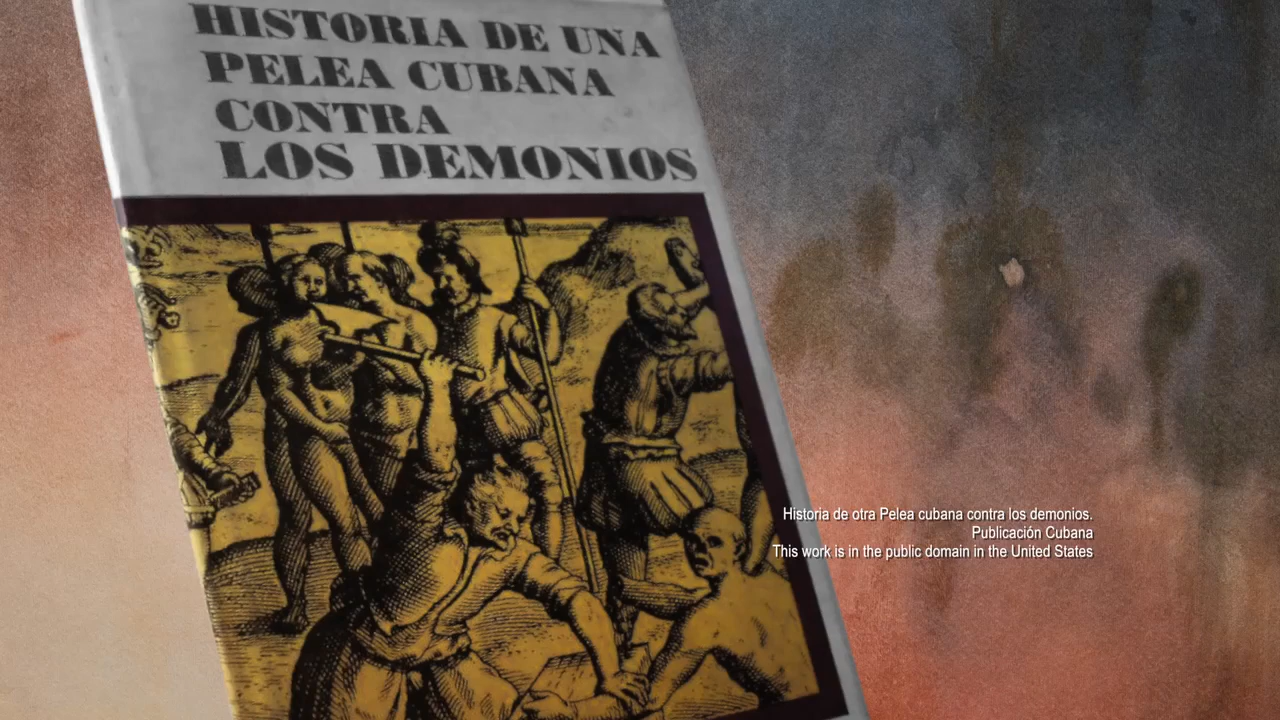 HISTORIA DE UNA
PELEA CUBANA
CONTRA
LOS DEMONIOS
Historia de otra Pelea cubana contra los demonios.
Publicación Cubana
This work is in the public domain in the United States